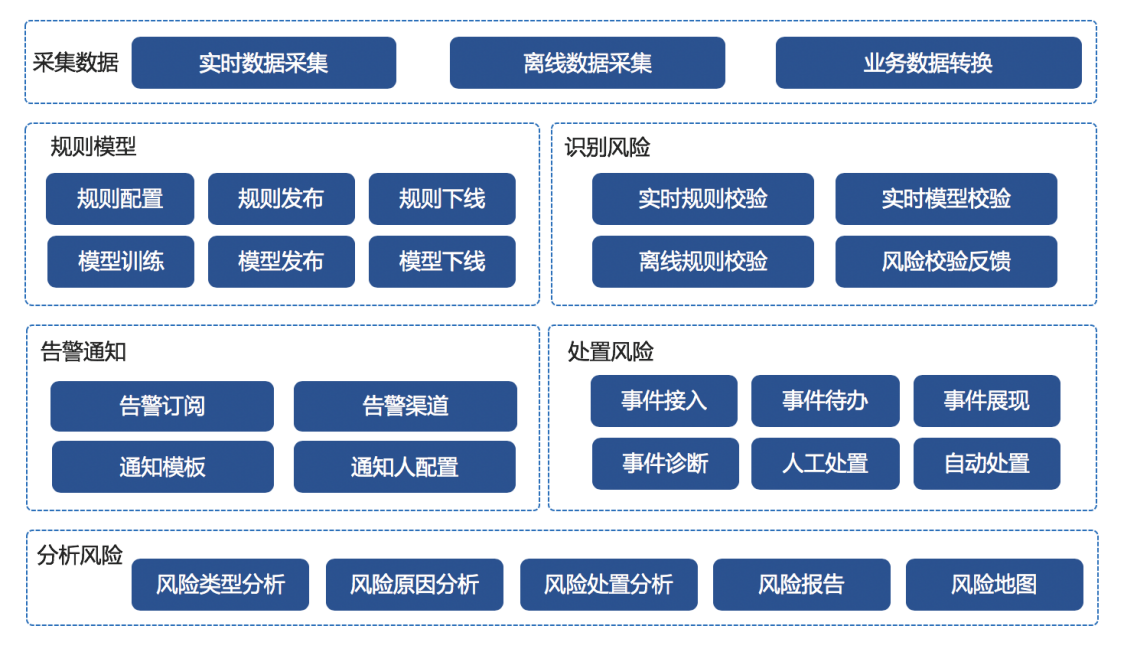 采集数据
实时数据采集
离线数据采集
业务数据转换
规则模型
规则配置
规则发布
规则下线
模型训练
模型发布
模型下线
识别风险
实时规则校验
实时模型校验
离线规则校验
风险校验反馈
告警通知
告警订阅
告警渠道
通知模板
通知人配置
处置风险
事件接入
事件待办
事件展现
事件诊断
人工处置
自动处置
分析风险
风险类型分析
风险原因分析
风险处置分析
风险报告
风险地图